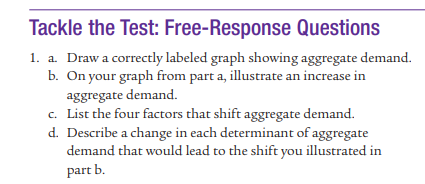 Tackle the Test: Free-Response Questions
1. a. Draw a correctly labeled graph showing aggregate demand.
b. On your graph from part a, illustrate an increase in
aggregate demand.
c. List the four factors that shift aggregate demand.
d. Describe a change in each determinant of aggregate
demand that would lead to the shift you illustrated in
part b.